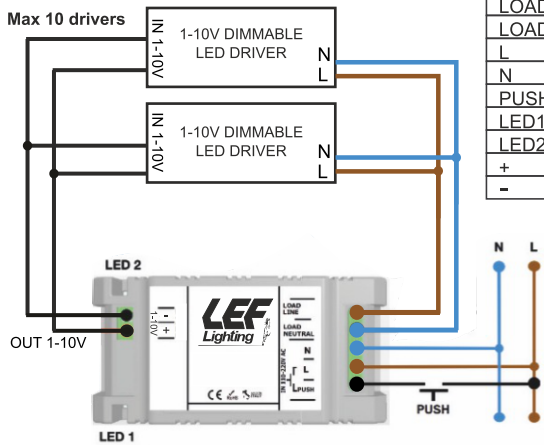 Max 10 drivers
IN 1-10V
1-10V DIMMABLE
LED DRIVER
N
L
IN 1-10V
1-10V DIMMABLE
LED DRIVER
N
L
LOAD
LOAD
L
N
PUSH
LED1
LED2
+
-
LED 2
OUT 1-10V
LED 1
1-10V
-
+
LEF
Lighting
LOAD
LINE
LOAD
NEUTRAL
N
L
PUSH
CE
N
L
PUSH